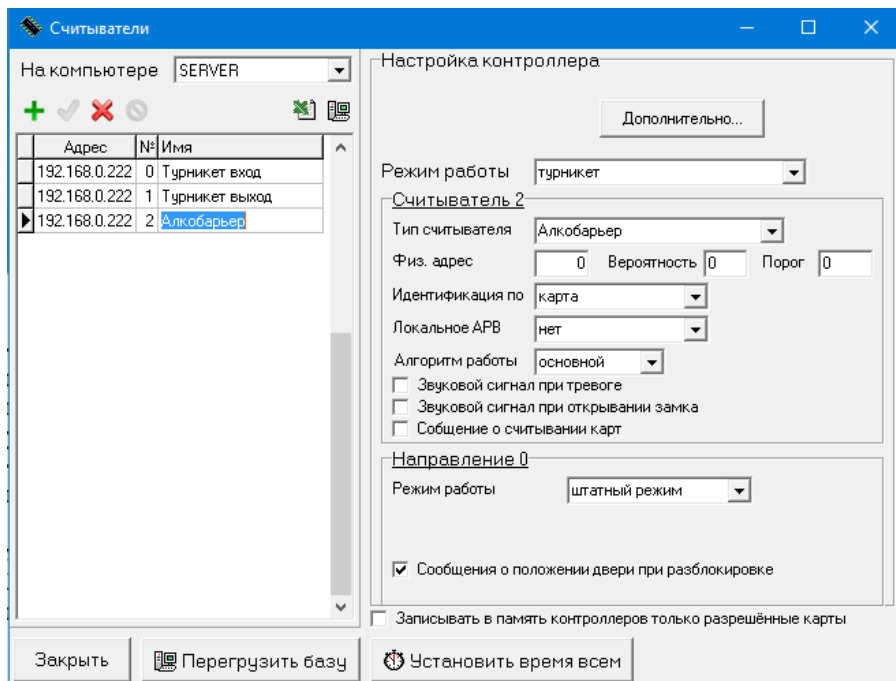 Считыватели
На компьютере SERVER
Адрес № Имя
192.168.0.222 0 Турникет вход
192.168.0.222 1 Турникет выход
192.168.0.222 2 Алкобарьер
Настройка контроллера
Дополнительно...
Режим работы турникет
Считыватель 2
Тип считывателя Алкобарьер
Физ. адрес 0 Вероятность 0 Порог 0
Идентификация по карта
Локальное АРВ нет
Алгоритм работы основной
Звуковой сигнал при тревоге
Звуковой сигнал при открывании замка
Собщение о считывании карт
Направление 0
Режим работы штатный режим
Сообщения о положении двери при разблокировке
Записывать в память контроллеров только разрешённые карты
Закрыть Перегрузить базу Установить время всем